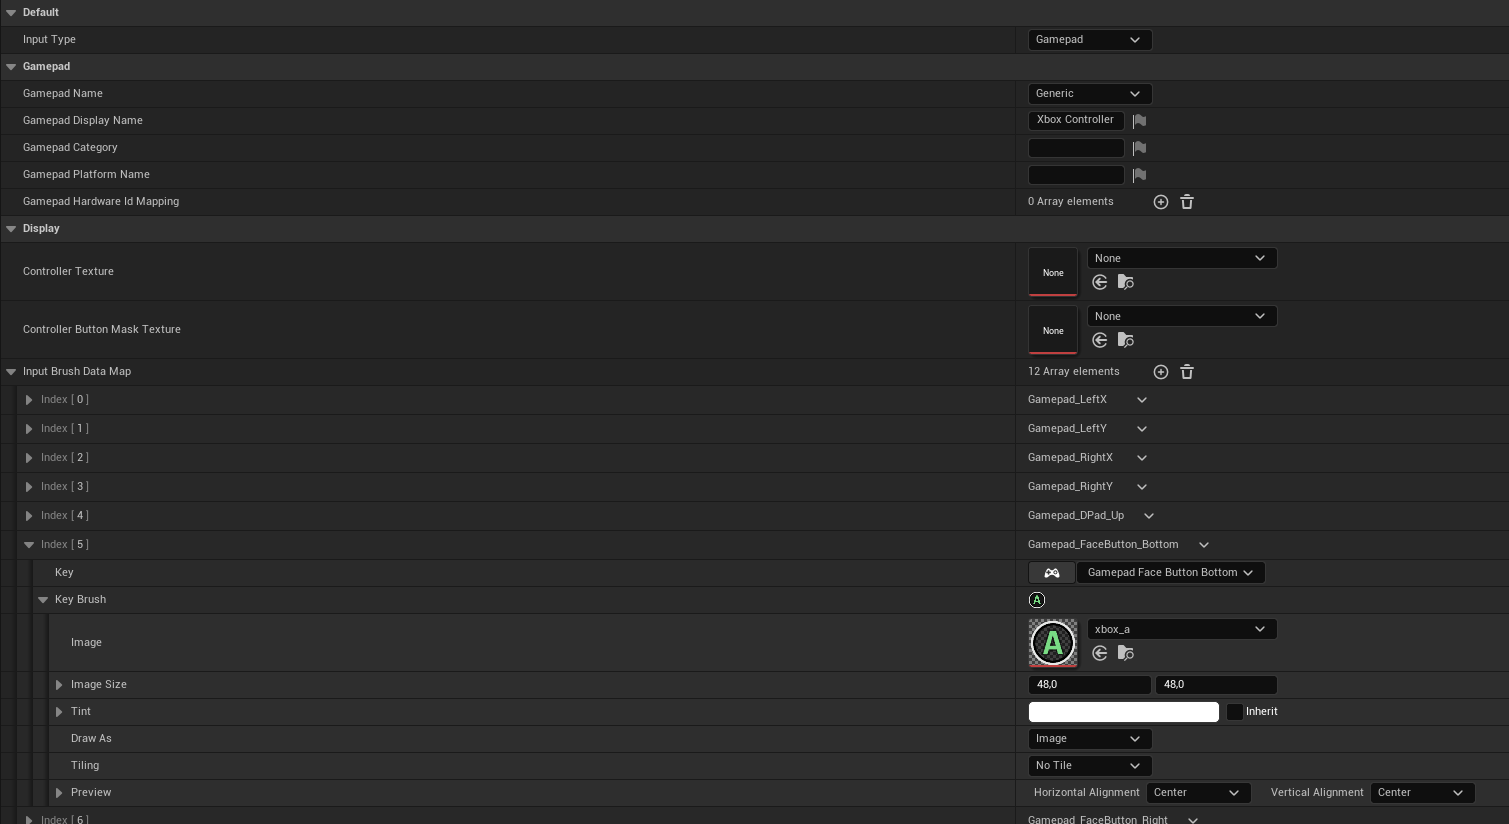 Default
Input Type Gamepad
Gamepad
Gamepad Name Generic
Gamepad Display Name Xbox Controller
Gamepad Category
Gamepad Platform Name
Gamepad Hardware Id Mapping 0 Array elements
Display
Controller Texture None None
Controller Button Mask Texture None None
Input Brush Data Map 12 Array elements
Index [ 0 ] Gamepad_LeftX
Index [ 1 ] Gamepad_LeftY
Index [ 2 ] Gamepad_RightX
Index [ 3 ] Gamepad_RightY
Index [ 4 ] Gamepad_DPad_Up
Index [ 5 ] Gamepad_FaceButton_Bottom
Key Gamepad Face Button Bottom
Key Brush A
Image A xbox_a
Image Size 48,0 48,0
Tint Inherit
Draw As Image
Tiling No Tile
Preview Horizontal Alignment Center Vertical Alignment Center
Index [ 6 ] Gamepad_FaceButton_Right